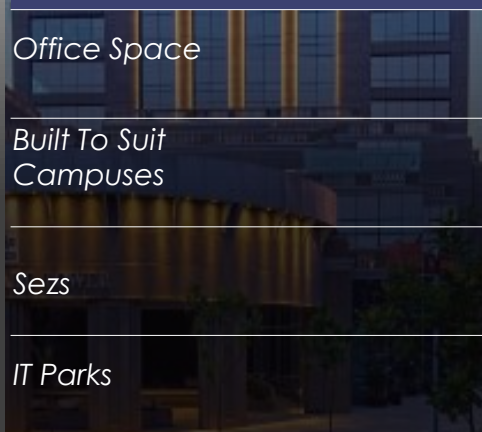 Office Space
Built To Suit
Campuses
Sezs
IT Parks